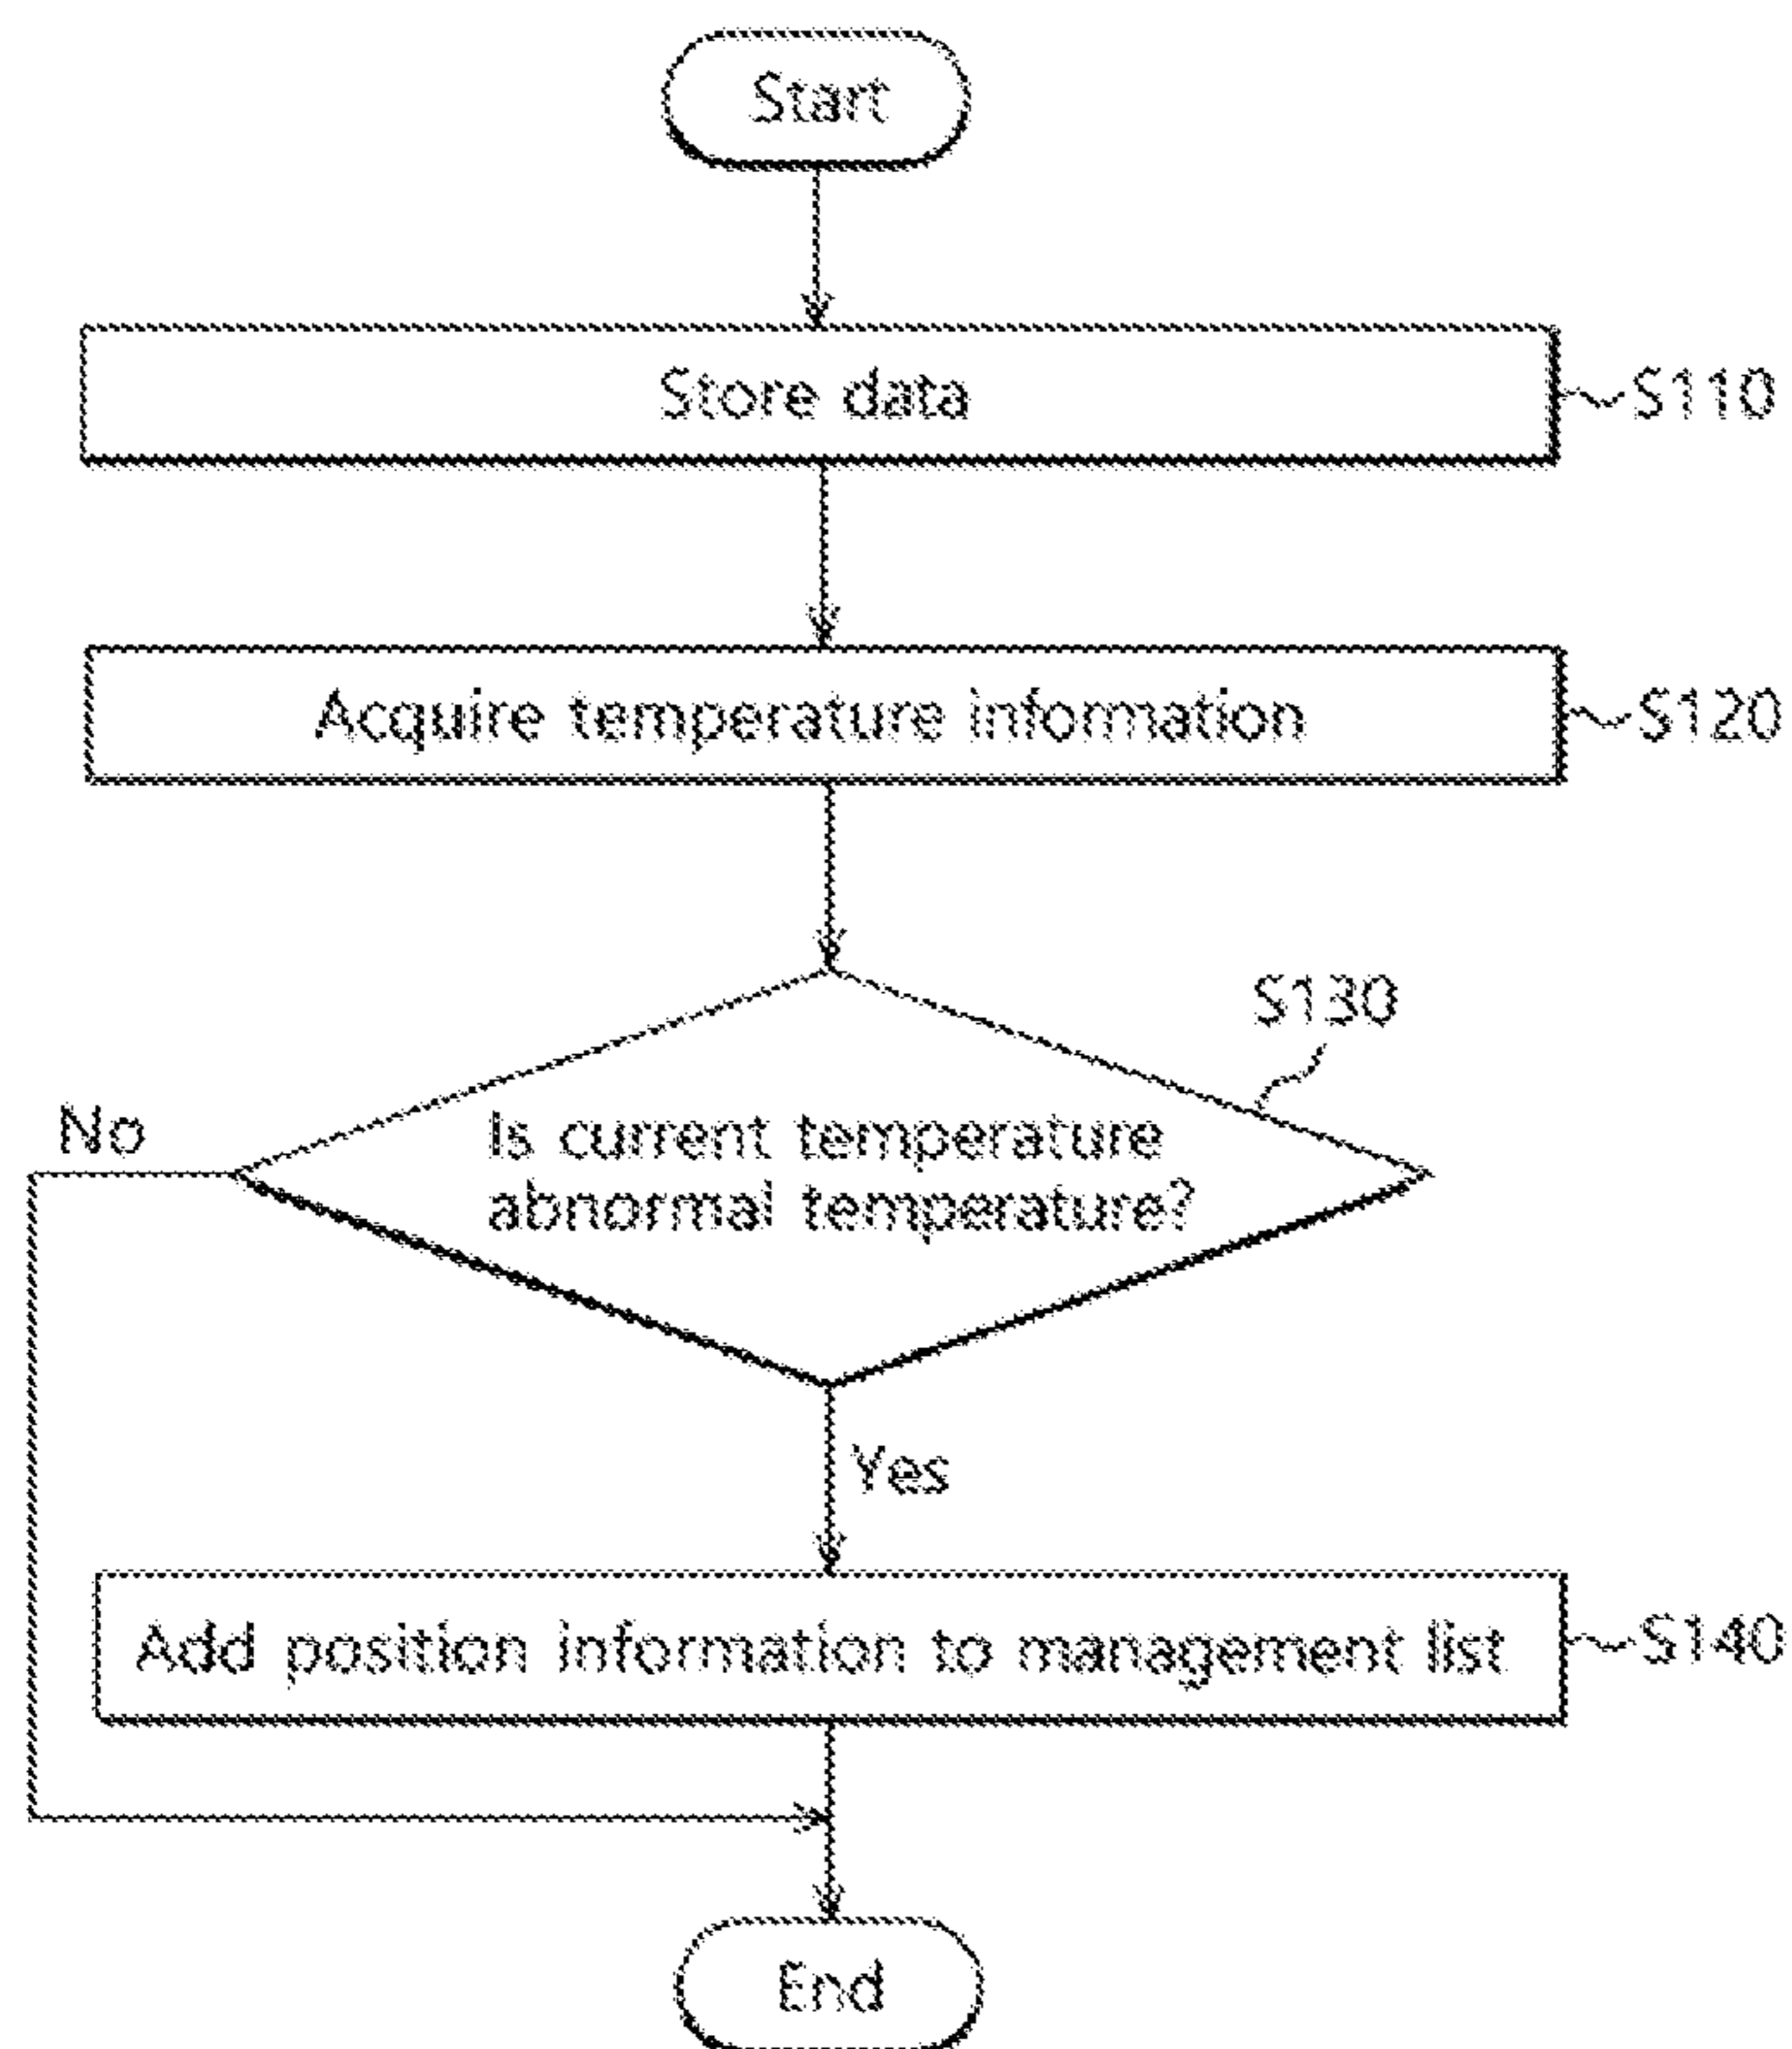 Start
Store data
S110
Acquire temperature information
S120
S130
No
Is current temperature
abnormal temperature?
Yes
Add position information to management list
S140
End